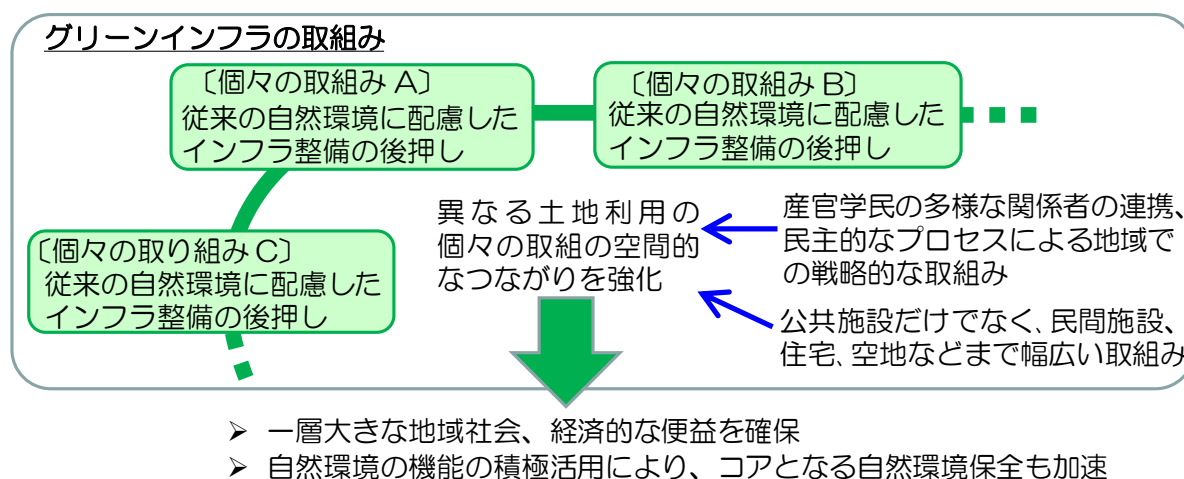 グリーンインフラの取組み
〔個々の取組み A〕
従来の自然環境に配慮した
インフラ整備の後押し
〔個々の取組み B〕
従来の自然環境に配慮した
インフラ整備の後押し
〔個々の取り組み C〕
従来の自然環境に配慮した
インフラ整備の後押し
異なる土地利用の
個々の取組の空間的
なつながりを強化
産官学民の多様な関係者の連携、
民主的なプロセスによる地域で
の戦略的な取組み
公共施設だけでなく、民間施設、
住宅、空地などまで幅広い取組み
➢ 一層大きな地域社会、経済的な便益を確保
➢ 自然環境の機能の積極活用により、コアとなる自然環境保全も加速